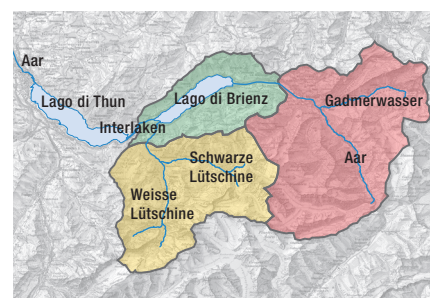 Aar
Lago di Thun
Lago di Brienz
Gadmerwasser
Interlaken
Schwarze
Lütschine
Aar
Weisse
Lütschine